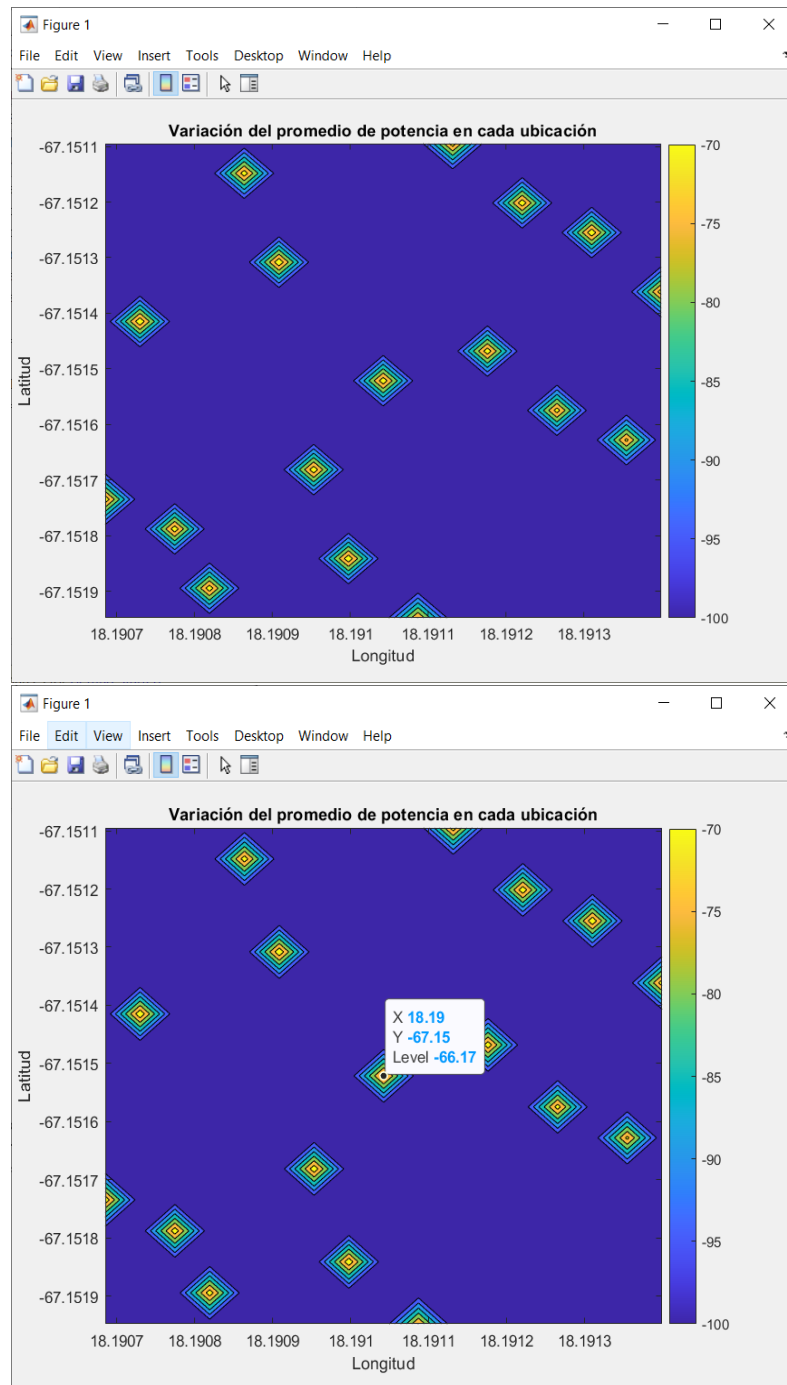 Figure 1
File Edit View Insert Tools Desktop Window Help
Variación del promedio de potencia en cada ubicación
-67.1511
-67.1512
-67.1513
-67.1514
-67.1515
-67.1516
-67.1517
-67.1518
-67.1519
Latitud
18.1907 18.1908 18.1909 18.191 18.1911 18.1912 18.1913
Longitud
-70
-75
-80
-85
-90
-95
-100
Figure 1
File Edit View Insert Tools Desktop Window Help
Variación del promedio de potencia en cada ubicación
-67.1511
-67.1512
-67.1513
-67.1514
-67.1515
-67.1516
-67.1517
-67.1518
-67.1519
Latitud
X 18.19
Y -67.15
Level -66.17
18.1907 18.1908 18.1909 18.191 18.1911 18.1912 18.1913
Longitud
-70
-75
-80
-85
-90
-95
-100